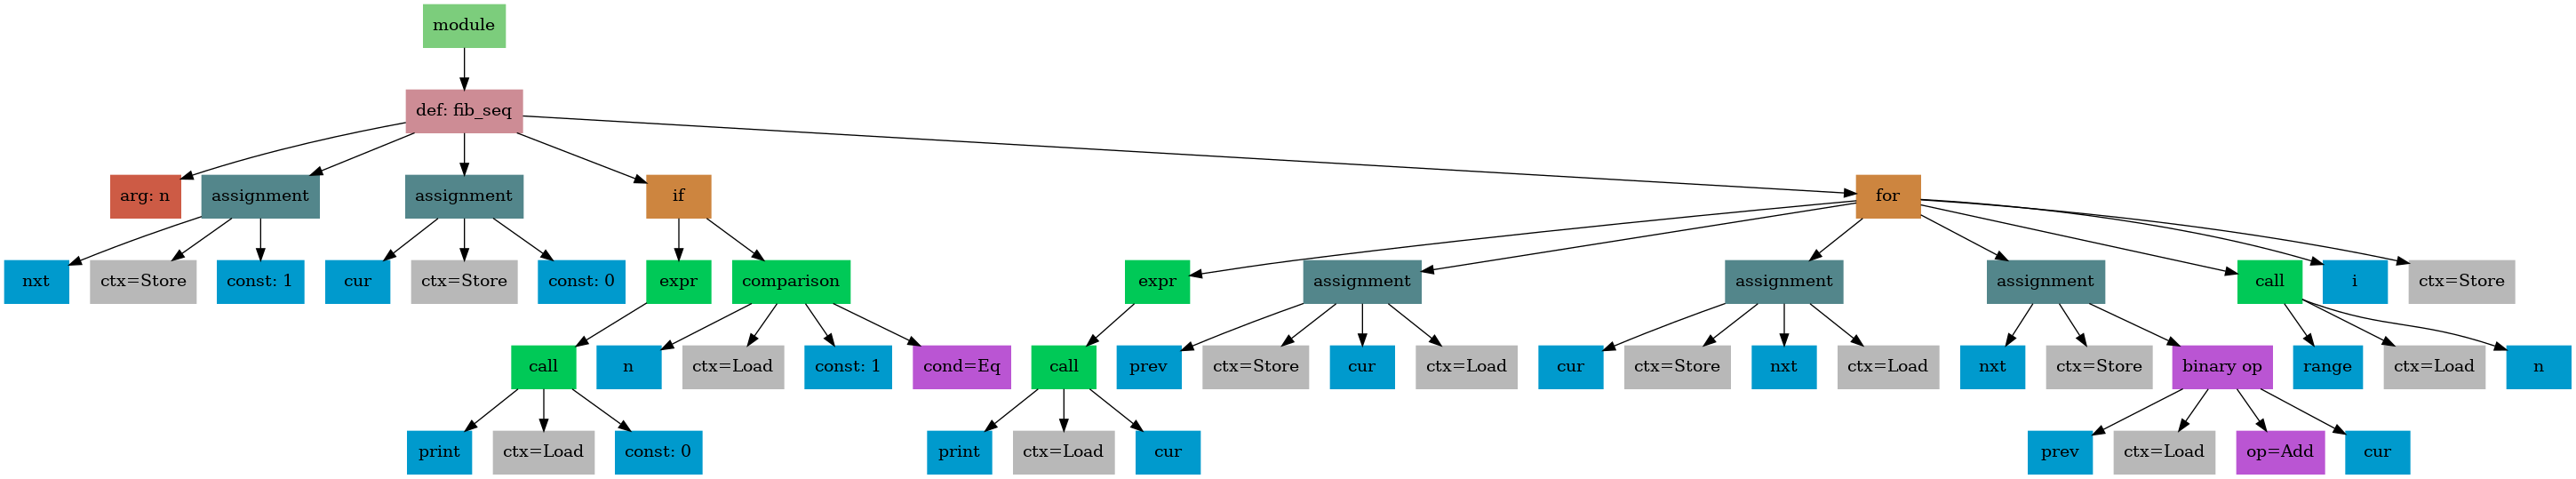 module
def: fib_seq
arg: n
assignment
assignment
if
for
nxt
ctx=Store
const: 1
cur
ctx=Store
const: 0
expr
comparison
expr
assignment
assignment
assignment
call
i
ctx=Store
call
n
ctx=Load
const: 1
cond=Eq
call
prev
ctx=Store
cur
ctx=Load
cur
ctx=Store
nxt
ctx=Load
nxt
ctx=Store
binary op
range
ctx=Load
n
print
ctx=Load
const: 0
print
ctx=Load
cur
prev
ctx=Load
op=Add
cur